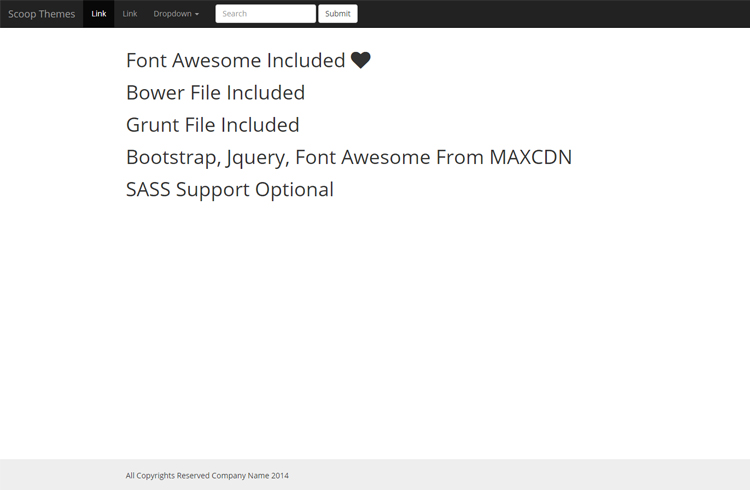 Scoop Themes Link Link Dropdown Search Submit
Font Awesome Included
Bower File Included
Grunt File Included
Bootstrap, Jquery, Font Awesome From MAXCDN
SASS Support Optional
All Copyrights Reserved Company Name 2014